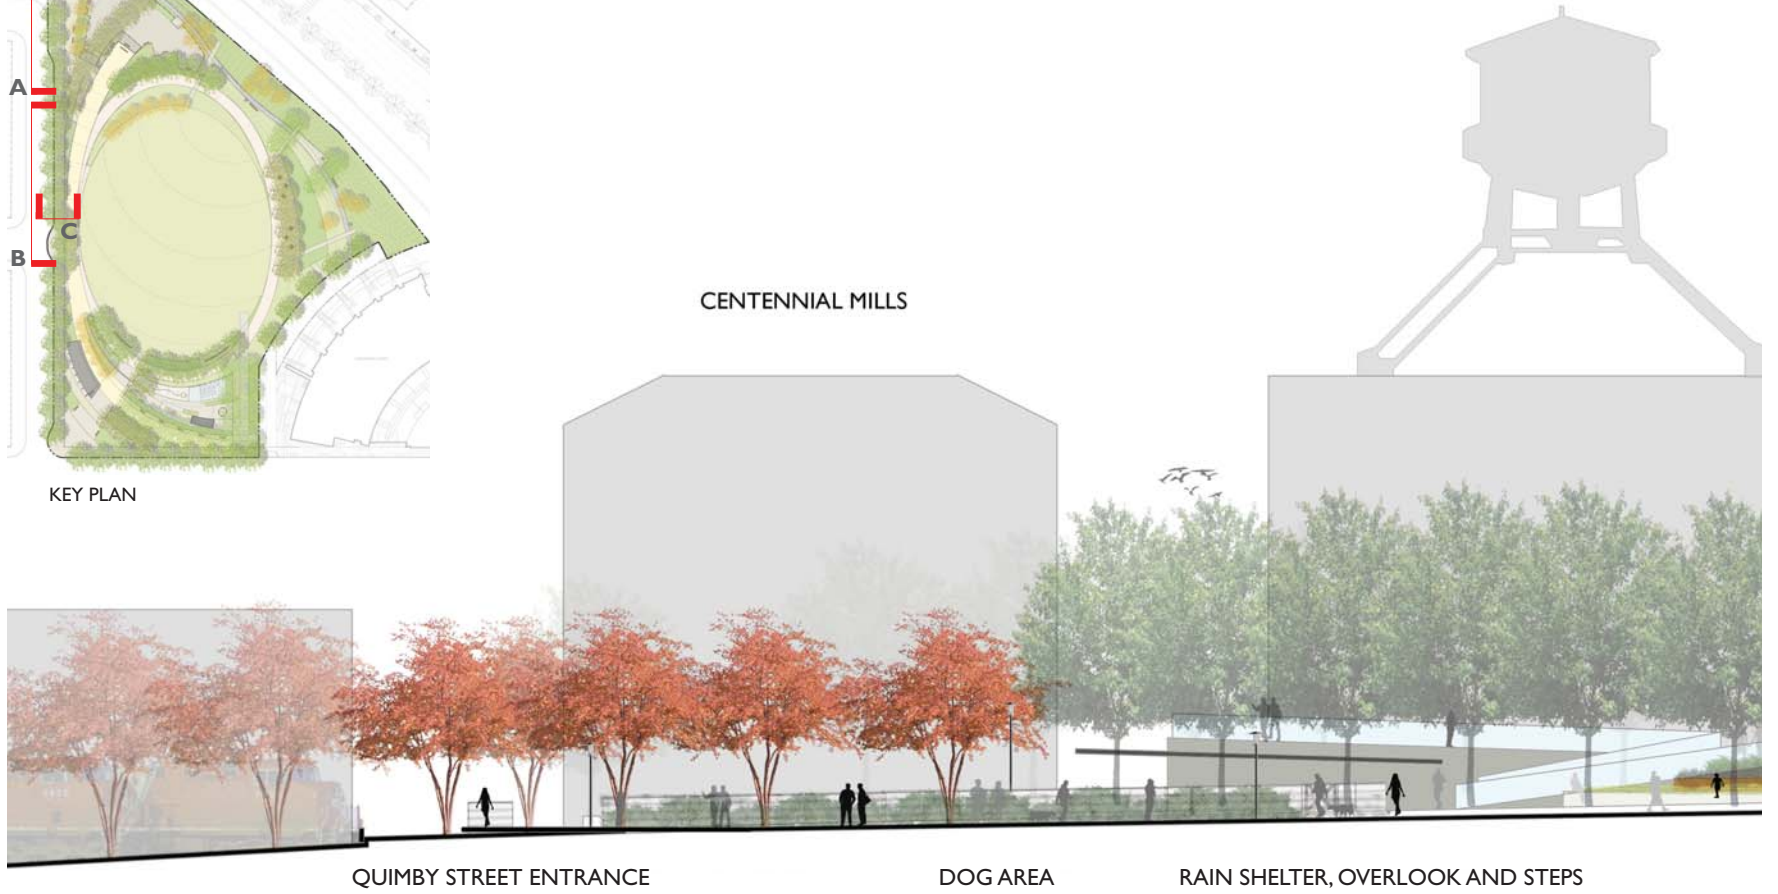 A
C
B
KEY PLAN
CENTENNIAL MILLS
QUIMBY STREET ENTRANCE
DOG AREA
RAIN SHELTER, OVERLOOK AND STEPS